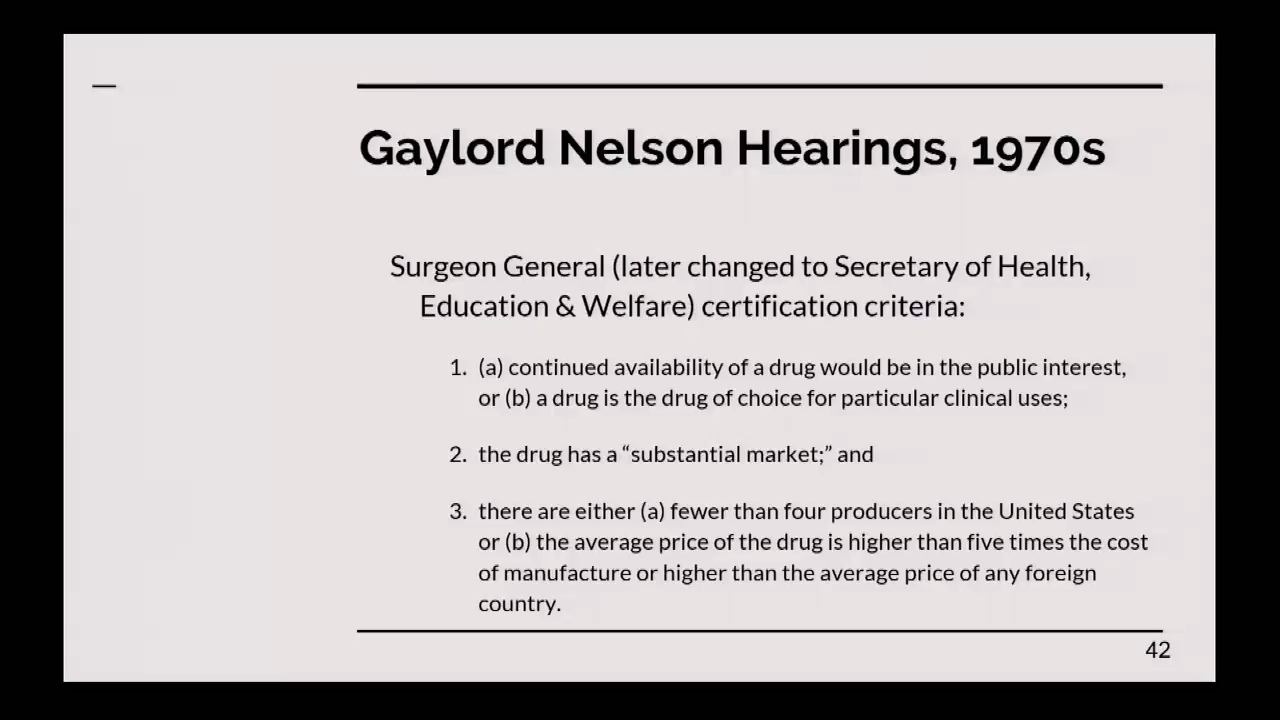 Gaylord Nelson Hearings, 1970s
Surgeon General (later changed to Secretary of Health,
Education & Welfare) certification criteria:
1. (a) continued availability of a drug would be in the public interest,
or (b) a drug is the drug of choice for particular clinical uses;
2. the drug has a “substantial market;” and
3. there are either (a) fewer than four producers in the United States
or (b) the average price of the drug is higher than five times the cost
of manufacture or higher than the average price of any foreign
country.
42